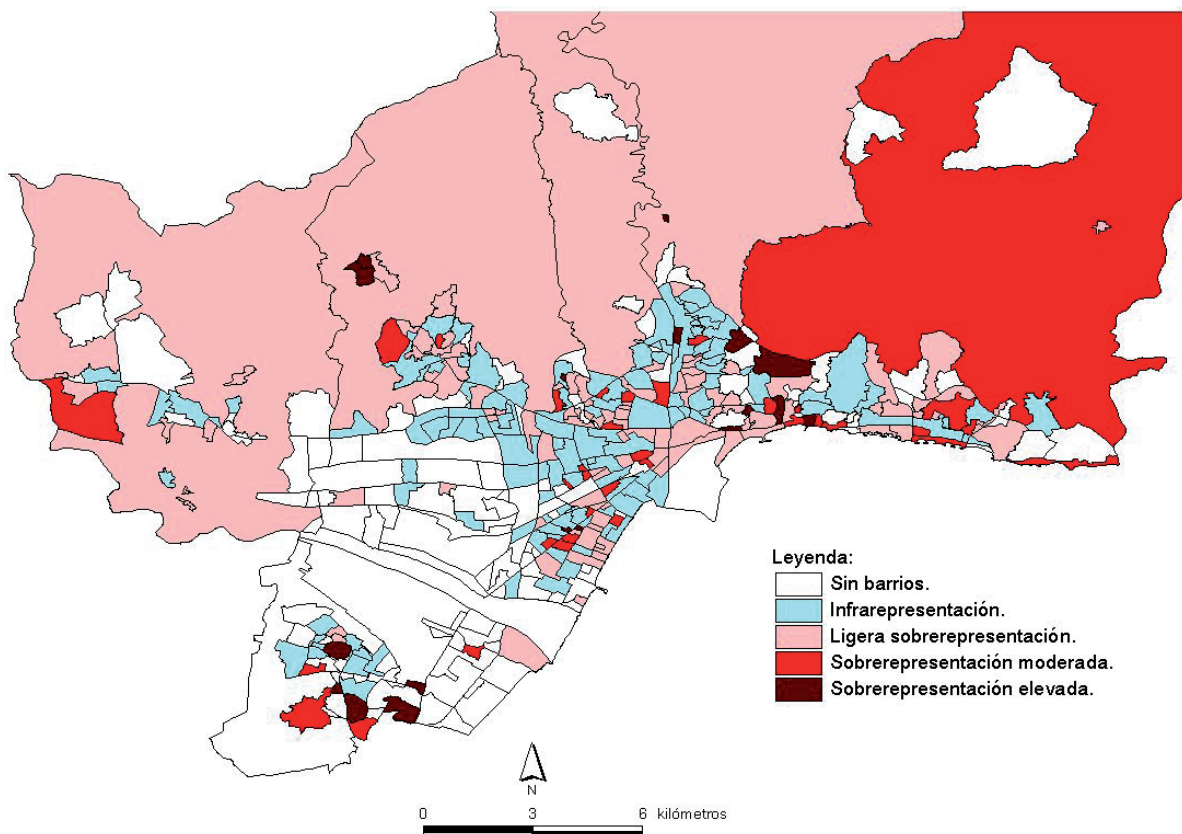 Leyenda:
Sin barrios.
Infrarepresentación.
Ligera sobrerepresentación.
Sobrerepresentación moderada.
Sobrerepresentación elevada.
N
0 3 6 kilómetros